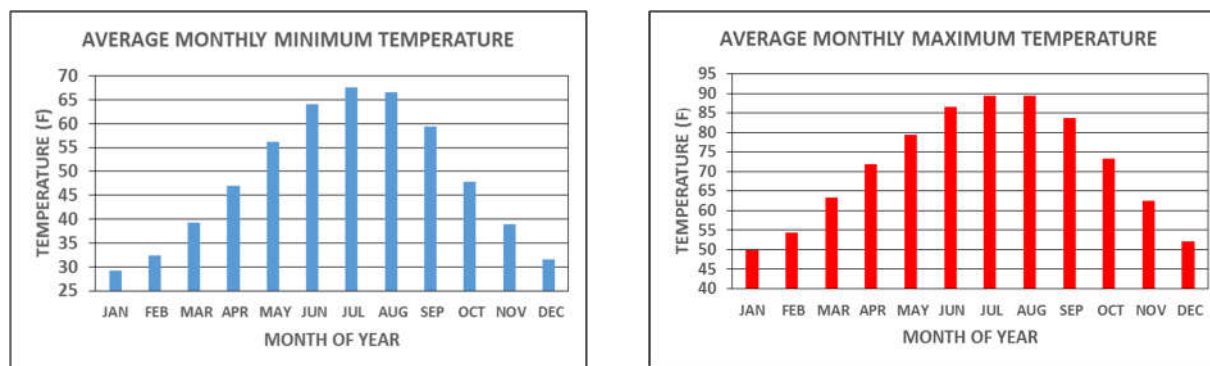 AVERAGE MONTHLY MINIMUM TEMPERATURE
TEMPERATURE (F)
70
65
60
55
50
45
40
35
30
25
JAN FEB MAR APR MAY JUN JUL AUG SEP OCT NOV DEC
MONTH OF YEAR
AVERAGE MONTHLY MAXIMUM TEMPERATURE
TEMPERATURE (F)
95
90
85
80
75
70
65
60
55
50
45
40
JAN FEB MAR APR MAY JUN JUL AUG SEP OCT NOV DEC
MONTH OF YEAR